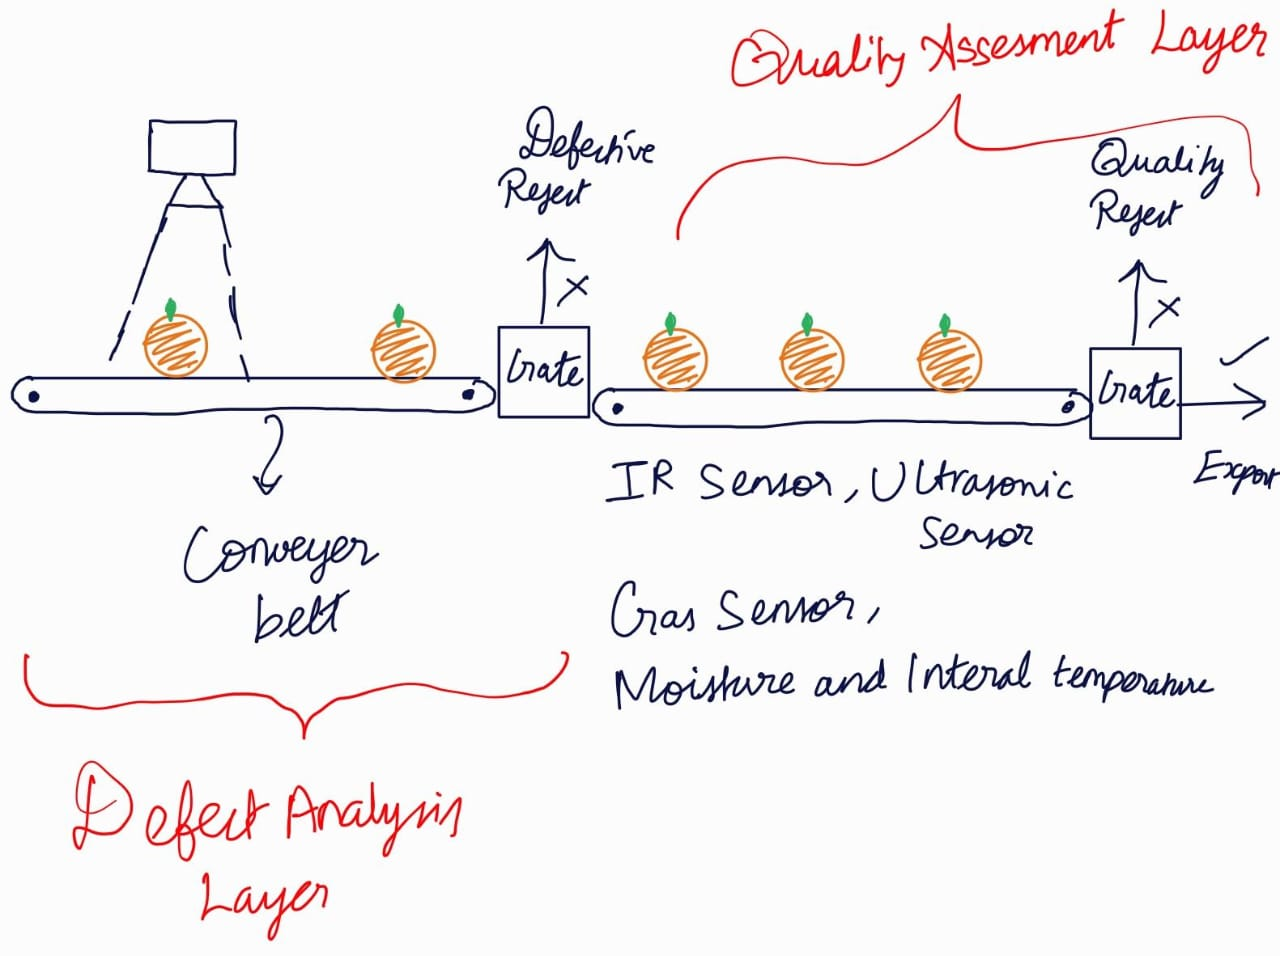 Quality Assesment Layer
Defective
Reject
Quality
Reject
Crate
Crate
Export
Conveyer
belt
IR Sensor, Ultrasonic
Sensor
Gas Sensor,
Moisture and Interal temperature
Defect Analysis
Layer